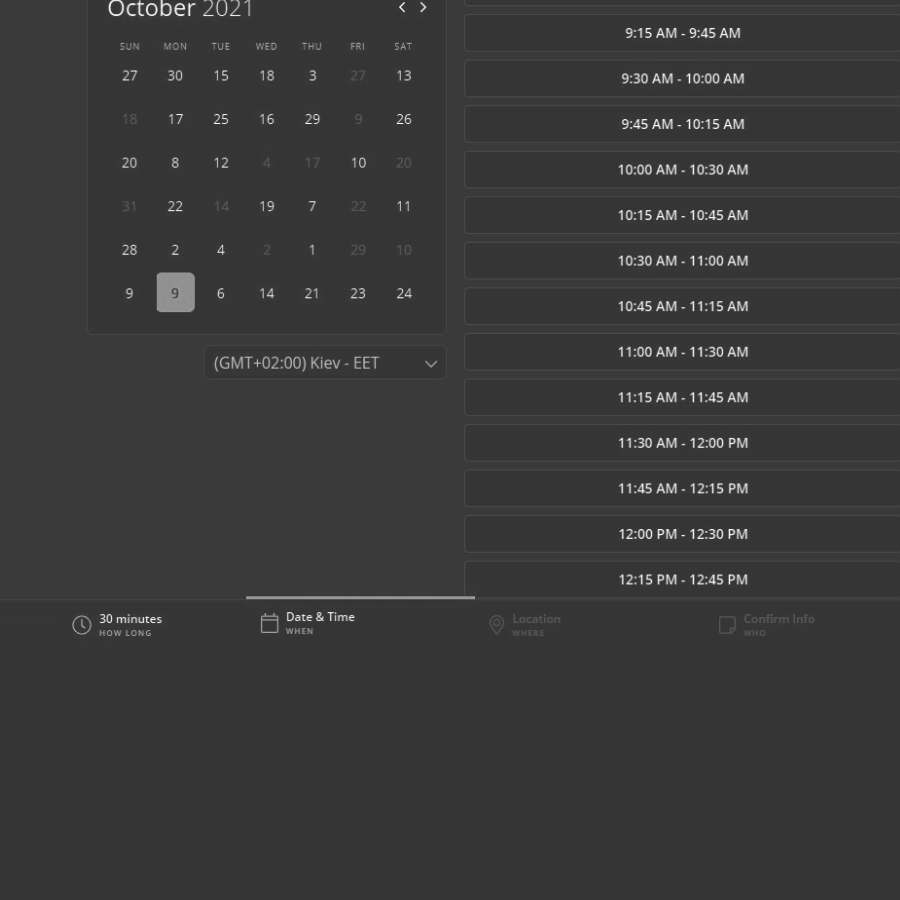 October 2021
SUN MON TUE WED THU FRI SAT
27 30 15 18 3 27 13
18 17 25 16 29 9 26
20 8 12 4 17 10 20
31 22 14 19 7 22 11
28 2 4 2 1 29 10
9 9 6 14 21 23 24
(GMT+02:00) Kiev - EET
9:15 AM - 9:45 AM
9:30 AM - 10:00 AM
9:45 AM - 10:15 AM
10:00 AM - 10:30 AM
10:15 AM - 10:45 AM
10:30 AM - 11:00 AM
10:45 AM - 11:15 AM
11:00 AM - 11:30 AM
11:15 AM - 11:45 AM
11:30 AM - 12:00 PM
11:45 AM - 12:15 PM
12:00 PM - 12:30 PM
12:15 PM - 12:45 PM
30 minutes
HOW LONG
Date & Time
WHEN
Location
WHERE
Confirm Info
WHO